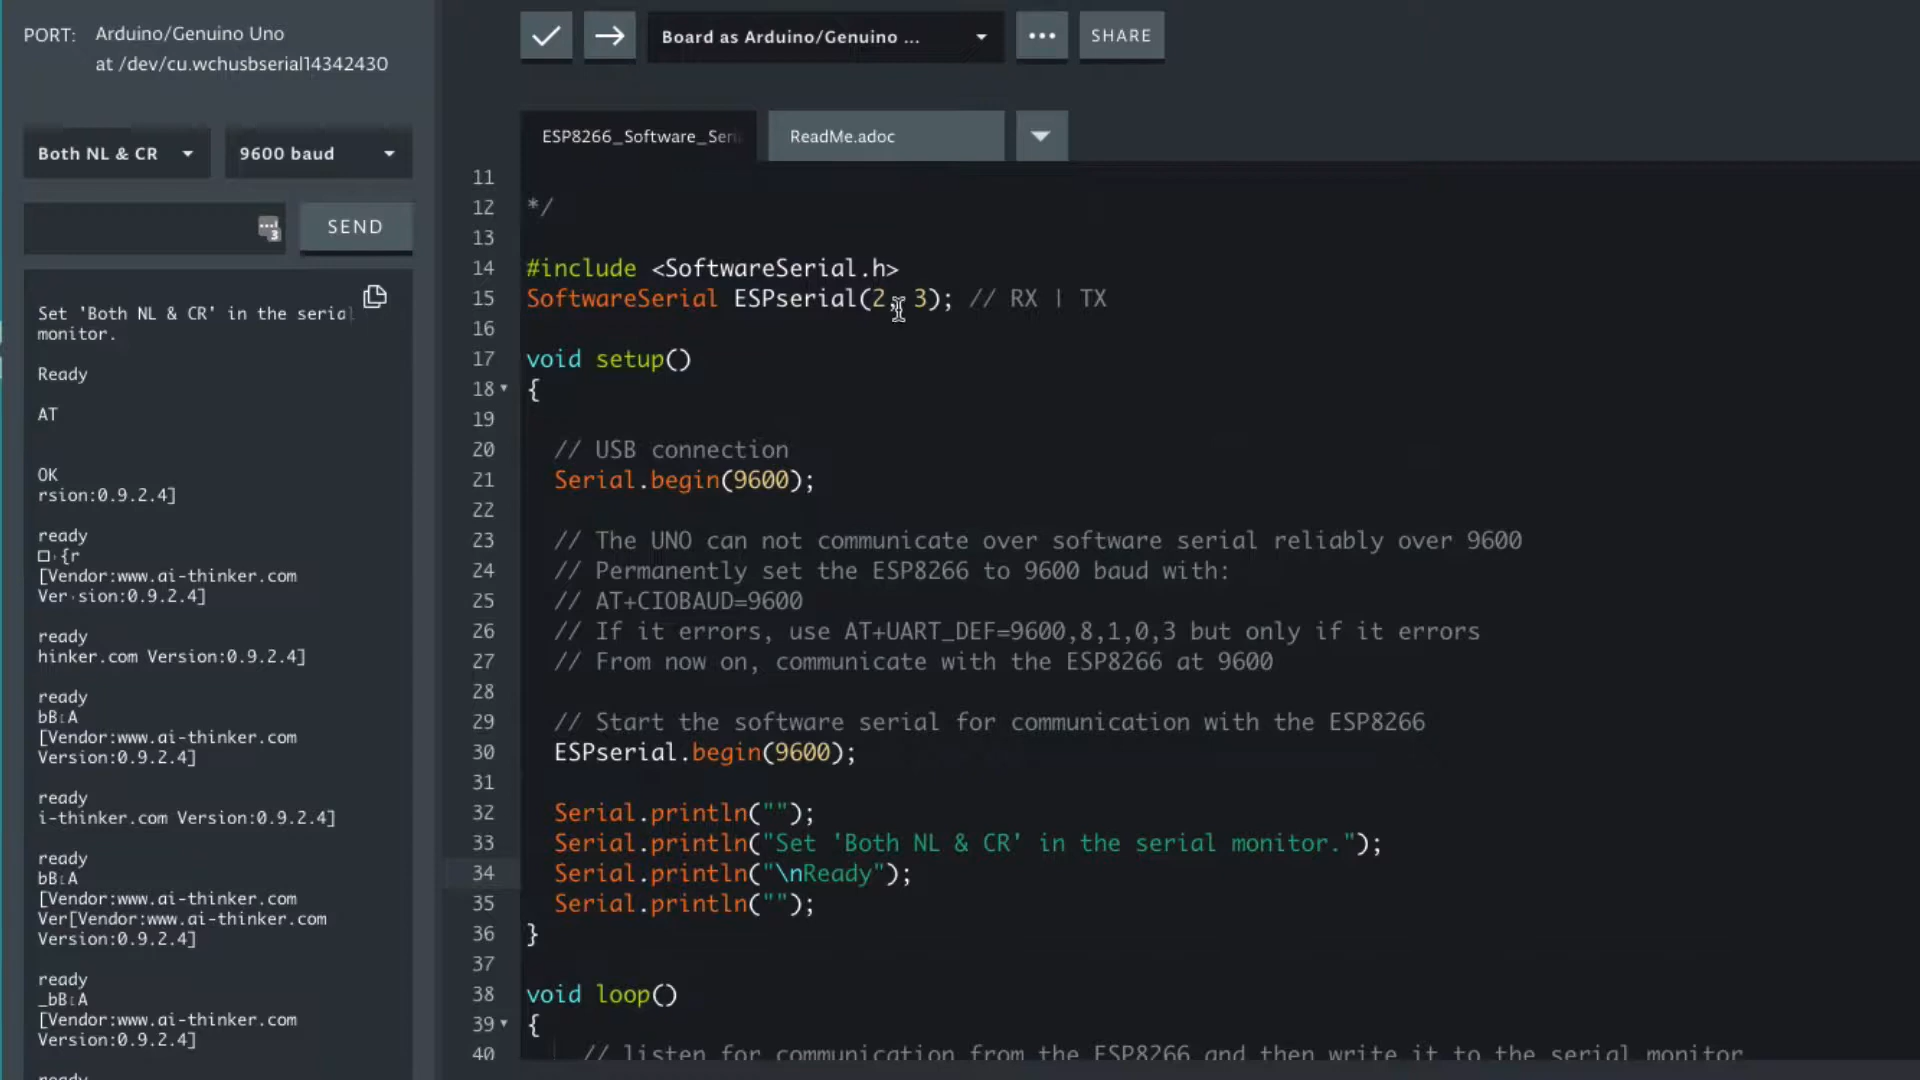 PORT: Arduino/Genuino Uno
at /dev/cu.wchusbserial14342430
Both NL & CR
9600 baud
3
SEND
Set 'Both NL & CR' in the serial
monitor.
Ready
AT
OK
rsion:0.9.2.4]
ready
{r
[Vendor:www.ai-thinker.com
Ver sion:0.9.2.4]
ready
hinker.com Version:0.9.2.4]
ready
[Vendor:www.ai-thinker.com
Version:0.9.2.4]
ready
i-thinker.com Version:0.9.2.4]
ready
[Vendor:www.ai-thinker.com
Ver[Vendor:www.ai-thinker.com
Version:0.9.2.4]
ready
[Vendor:www.ai-thinker.com
Version:0.9.2.4]
ready
Board as Arduino/Genuino ...
SHARE
ESP8266_Software_Seri
ReadMe.adoc
11
12 */
13
14 #include <SoftwareSerial.h>
15 SoftwareSerial ESPserial(2, 3); // RX | TX
16
17 void setup()
18 {
19
20 // USB connection
21 Serial.begin(9600);
22
23 // The UNO can not communicate over software serial reliably over 9600
24 // Permanently set the ESP8266 to 9600 baud with:
25 // AT+CIOBAUD=9600
26 // If it errors, use AT+UART_DEF=9600,8,1,0,3 but only if it errors
27 // From now on, communicate with the ESP8266 at 9600
28
29 // Start the software serial for communication with the ESP8266
30 ESPserial.begin(9600);
31
32 Serial.println("");
33 Serial.println("Set 'Both NL & CR' in the serial monitor.");
34 Serial.println("\nReady");
35 Serial.println("");
36 }
37
38 void loop()
39 {
40 // listen for communication from the ESP8266 and then write it to the serial monitor